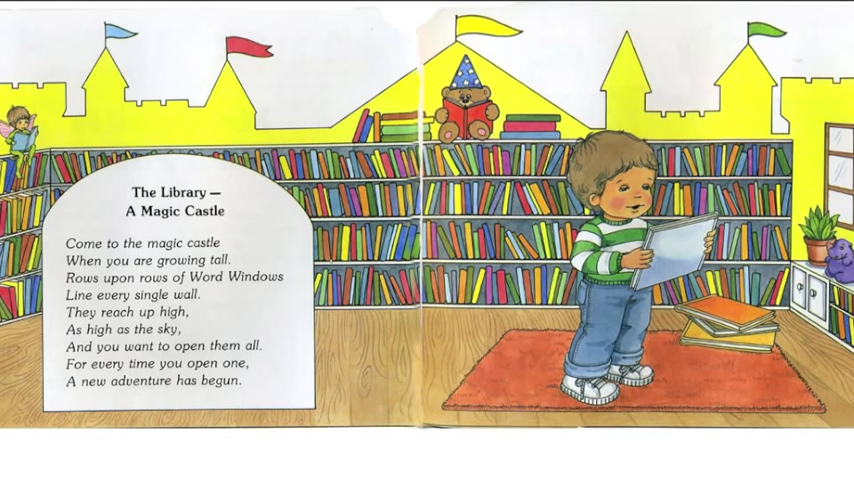 The Library —
A Magic Castle
Come to the magic castle
When you are growing tall.
Rows upon rows of Word Windows
Line every single wall.
They reach up high,
As high as the sky,
And you want to open them all.
For every time you open one,
A new adventure has begun.